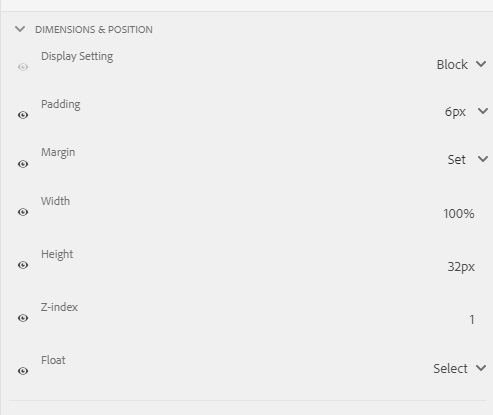 DIMENSIONS & POSITION
Display Setting
Block
Padding
6px
Margin
Set
Width
100%
Height
32px
Z-index
1
Float
Select